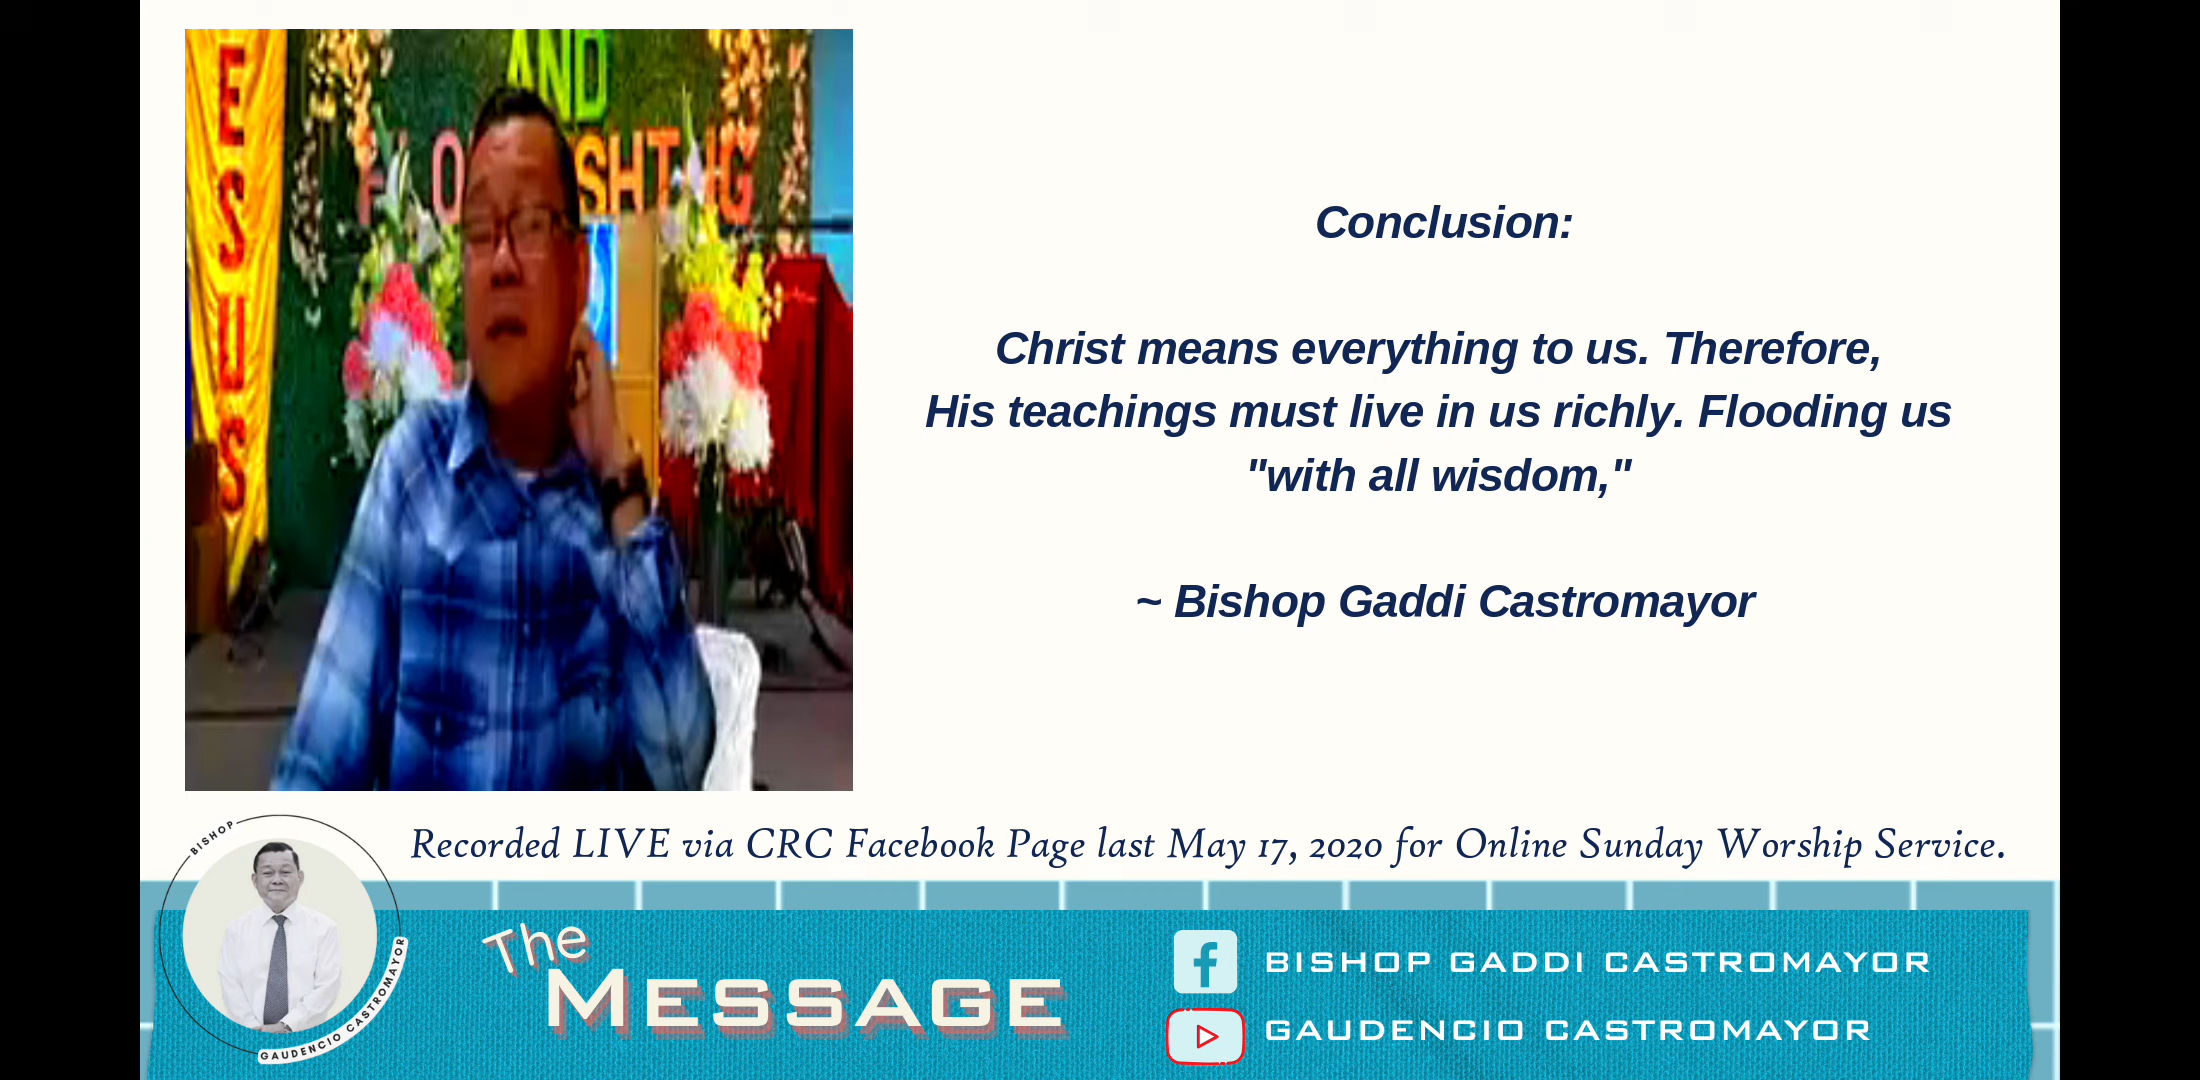 ESUS
AND
Conclusion:
Christ means everything to us. Therefore,
His teachings must live in us richly. Flooding us
"with all wisdom,"
~ Bishop Gaddi Castromayor
Recorded LIVE via CRC Facebook Page last May 17, 2020 for Online Sunday Worship Service.
BISHOP
GAUDENCIO CASTROMAYOR
The
MESSAGE
BISHOP GADDI CASTROMAYOR
GAUDENCIO CASTROMAYOR